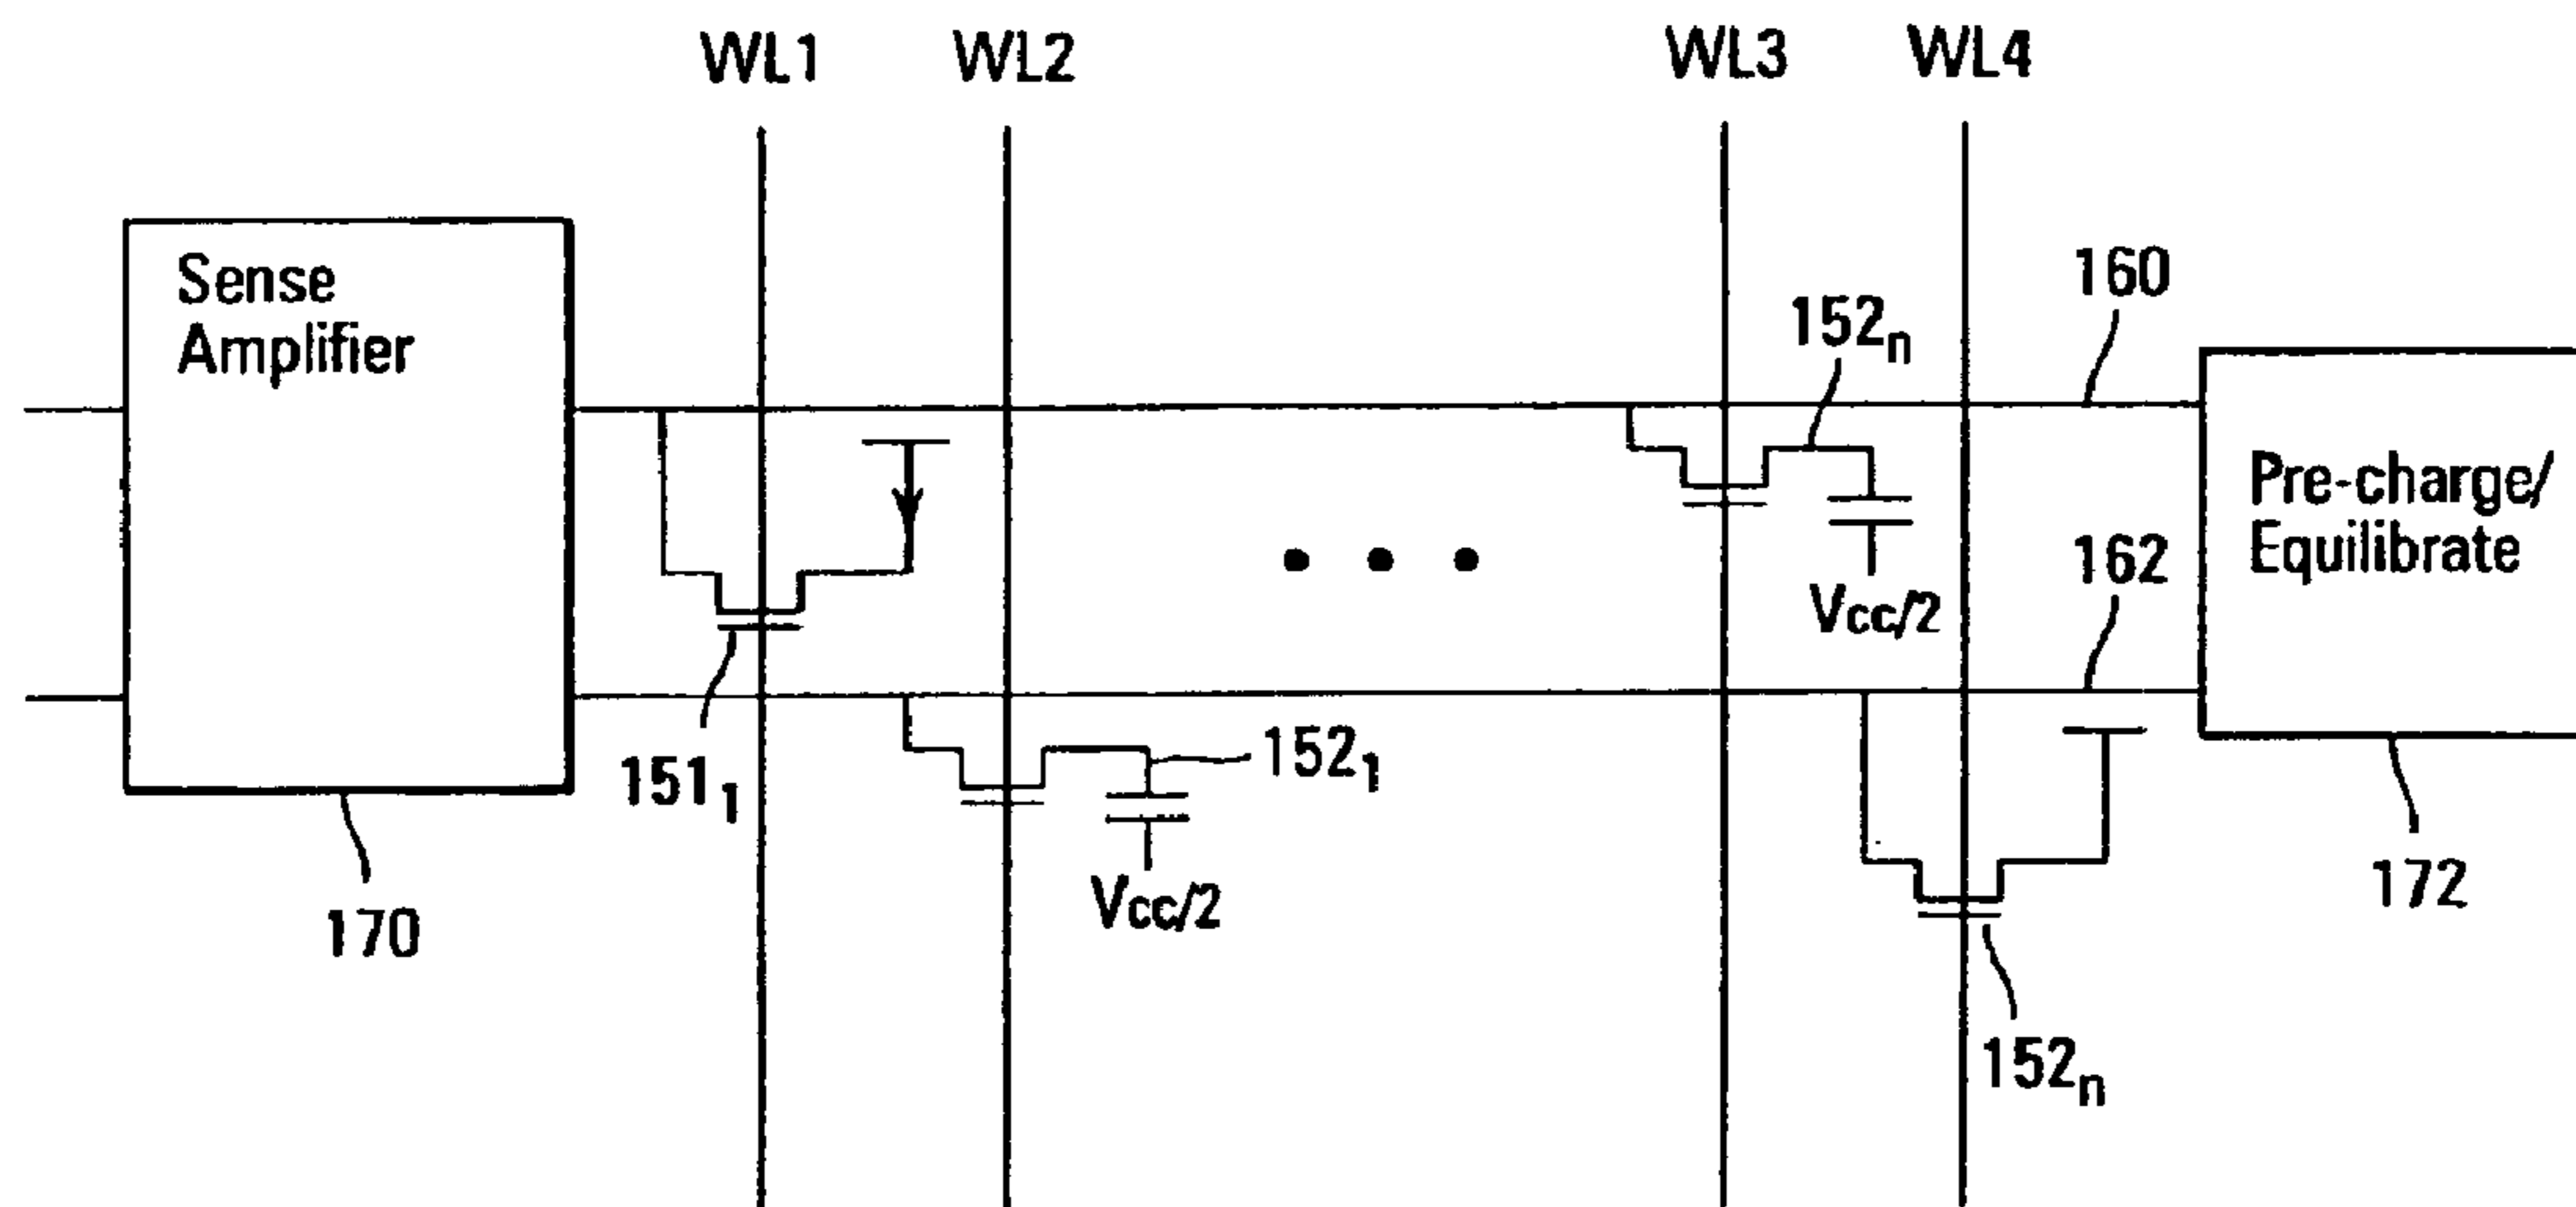 WL1 WL2 WL3 WL4
Sense
Amplifier
160
152n
Pre-charge/
Equilibrate
162
Vcc/2
1511
1521
Vcc/2
170
172
152n